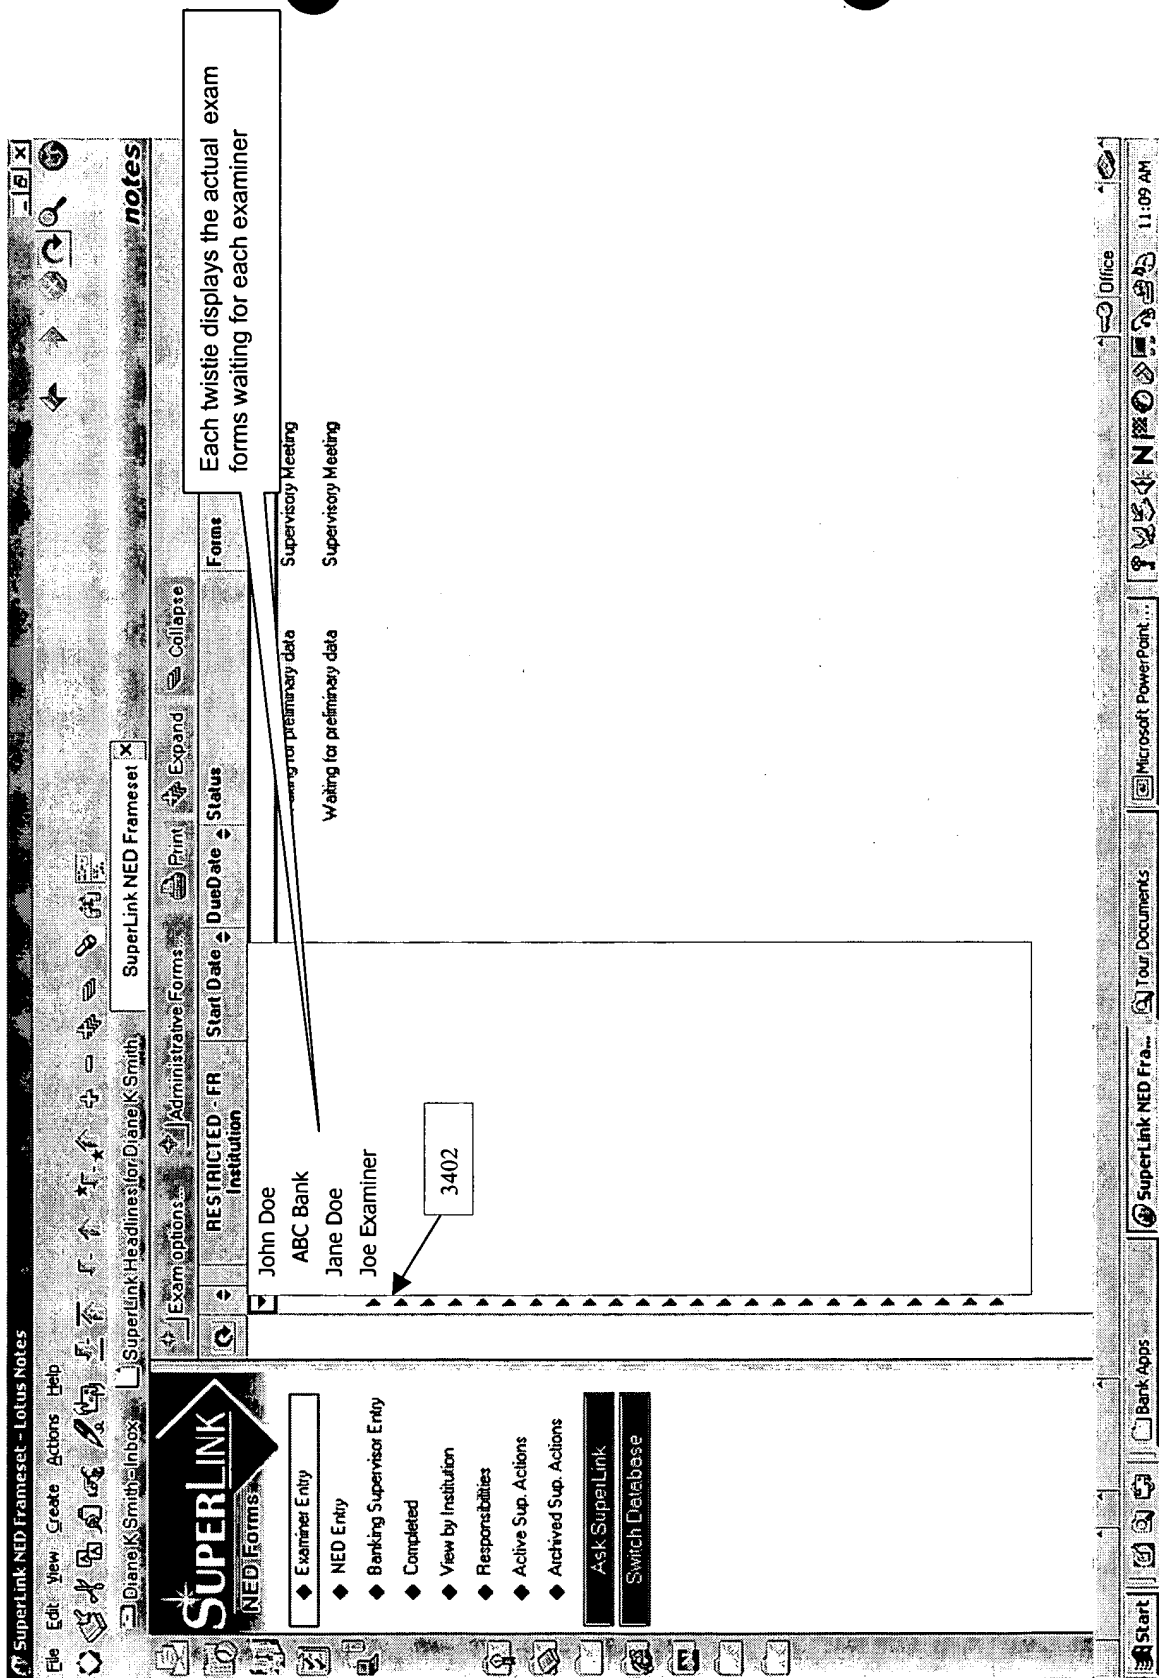 SuperLink NED Frameset - Lotus Notes
File Edit View Create Actions Help
Diane K Smith - Inbox
SuperLink Headlines for Diane K Smith
SuperLink NED Frameset
notes
SUPERLINK
NED Forms
Examiner Entry
NED Entry
Banking Supervisor Entry
Completed
View by Institution
Responsibilities
Active Sup. Actions
Archived Sup. Actions
Ask SuperLink
Switch Database
Exam options...
Administrative Forms...
Print
Expand
Collapse
RESTRICTED - FR
Institution
Start Date
DueDate
Status
Forms
Each twistie displays the actual exam
forms waiting for each examiner
John Doe
ABC Bank
Jane Doe
Joe Examiner
3402
for preliminary data
Supervisory Meeting
Waiting for preliminary data
Supervisory Meeting
Office
Start
Bank Apps
SuperLink NED Fra...
Tour Documents
Microsoft PowerPoint...
11:09 AM